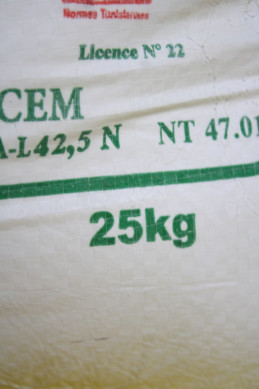 Normes Tunisiennes
Licence N° 22
CEM
A-L42,5 N NT 47.01
25kg